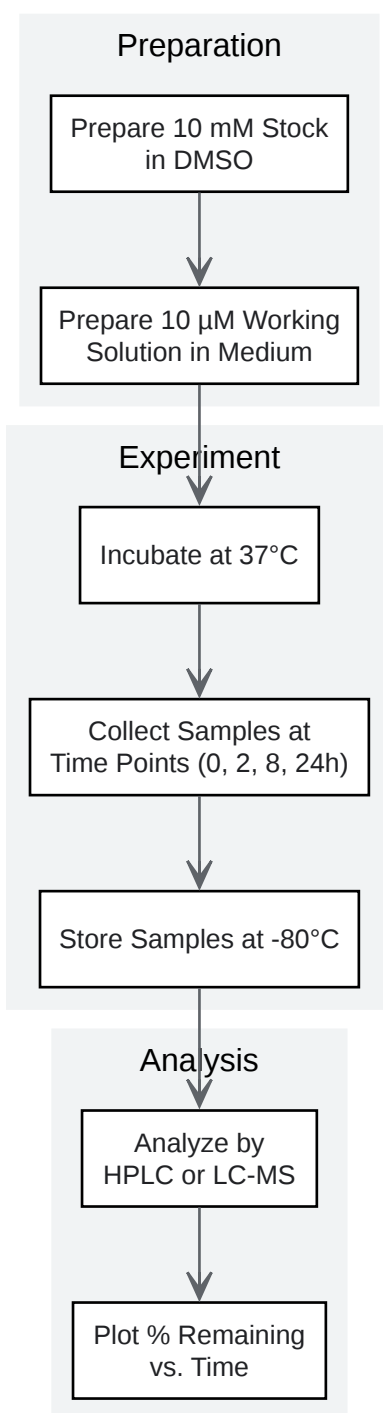 Preparation
Prepare 10 mM Stock
in DMSO
Prepare 10 µM Working
Solution in Medium
Experiment
Incubate at 37°C
Collect Samples at
Time Points (0, 2, 8, 24h)
Store Samples at -80°C
Analysis
Analyze by
HPLC or LC-MS
Plot % Remaining
vs. Time